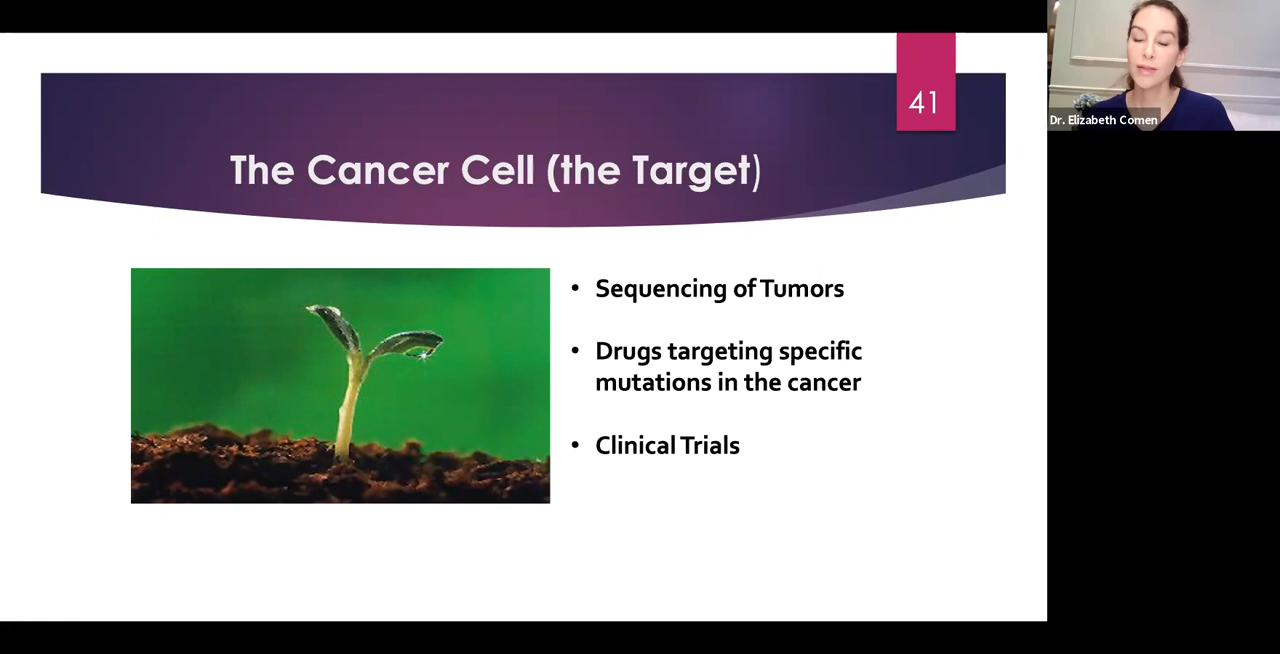 41
The Cancer Cell (the Target)
• Sequencing of Tumors
• Drugs targeting specific
mutations in the cancer
• Clinical Trials
Dr. Elizabeth Comen